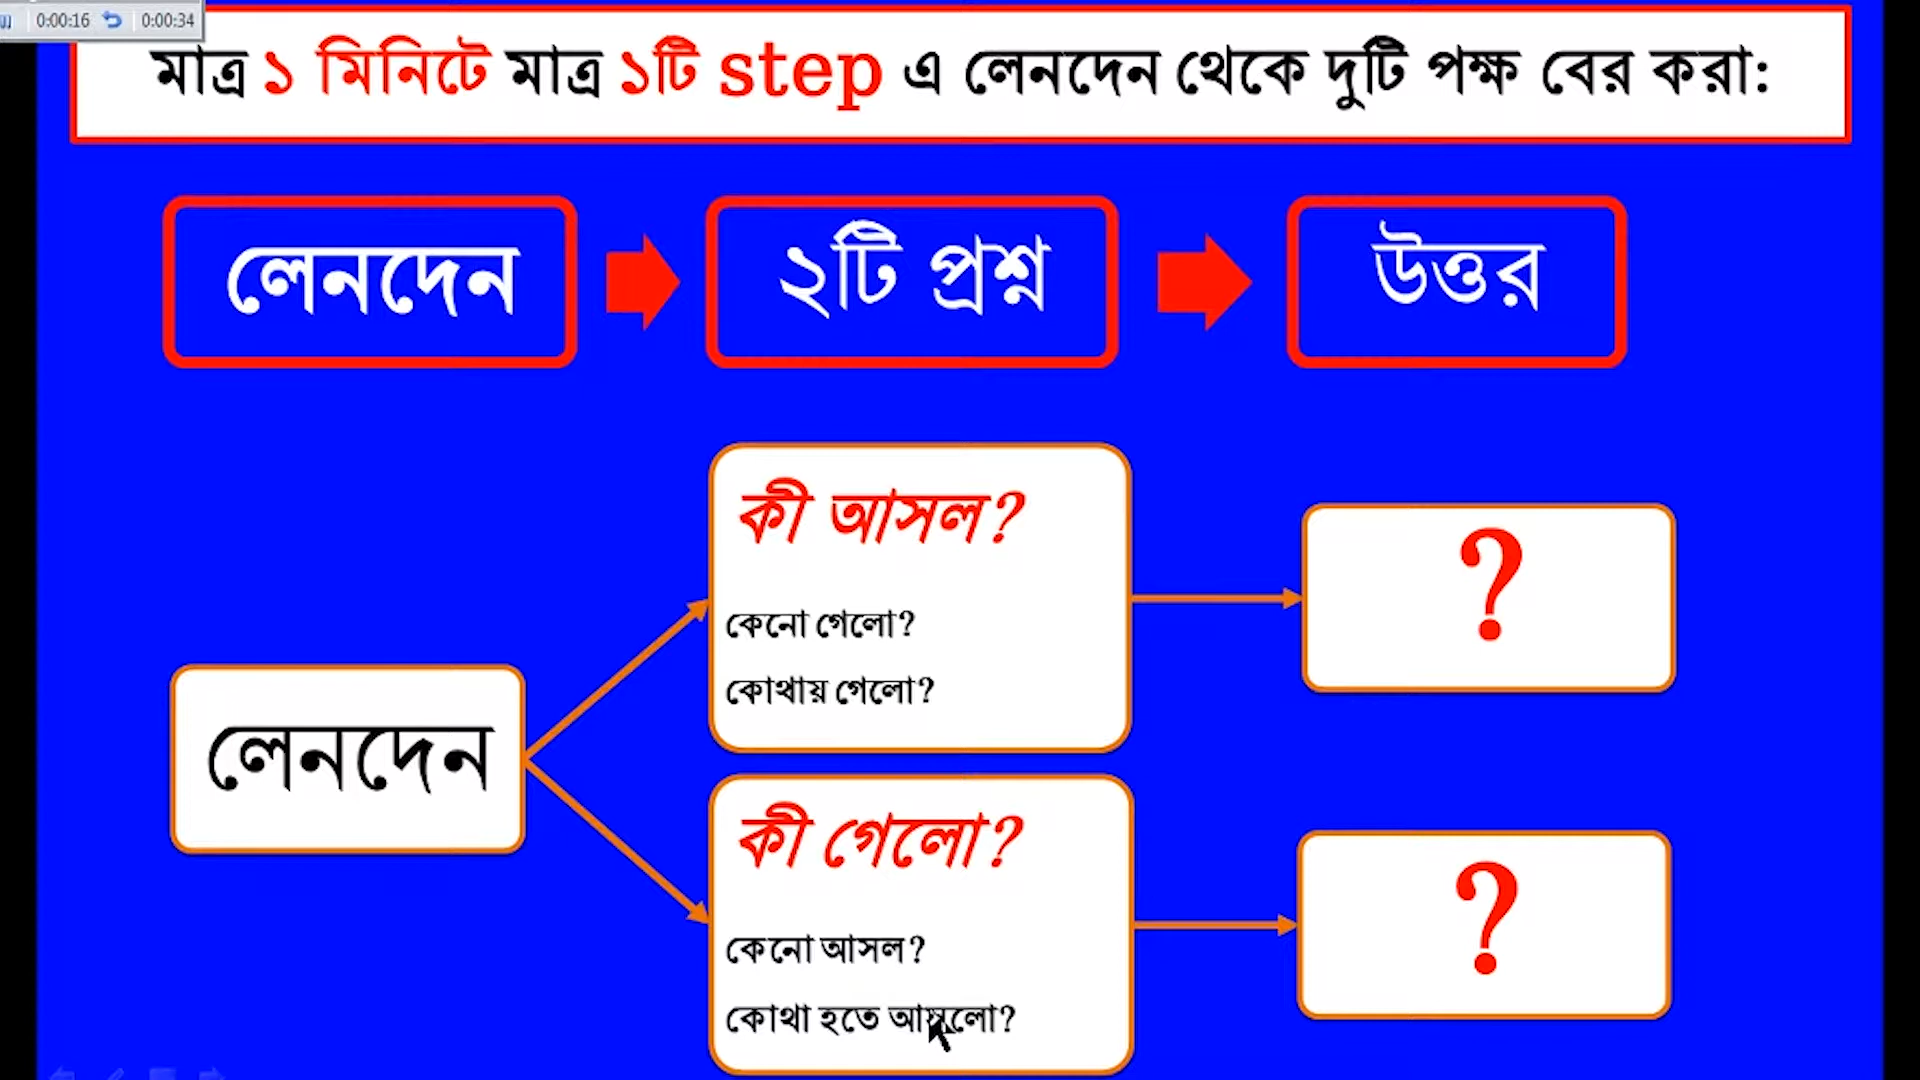 0:00:16 0:00:34
মাত্র ১ মিনিটে মাত্র ১টি step এ লেনদেন থেকে দুটি পক্ষ বের করা:
লেনদেন
২টি প্রশ্ন
উত্তর
কী আসল?
কেনো গেলো?
কোথায় গেলো?
?
লেনদেন
কী গেলো?
কেনো আসল?
কোথা হতে আসলো?
?